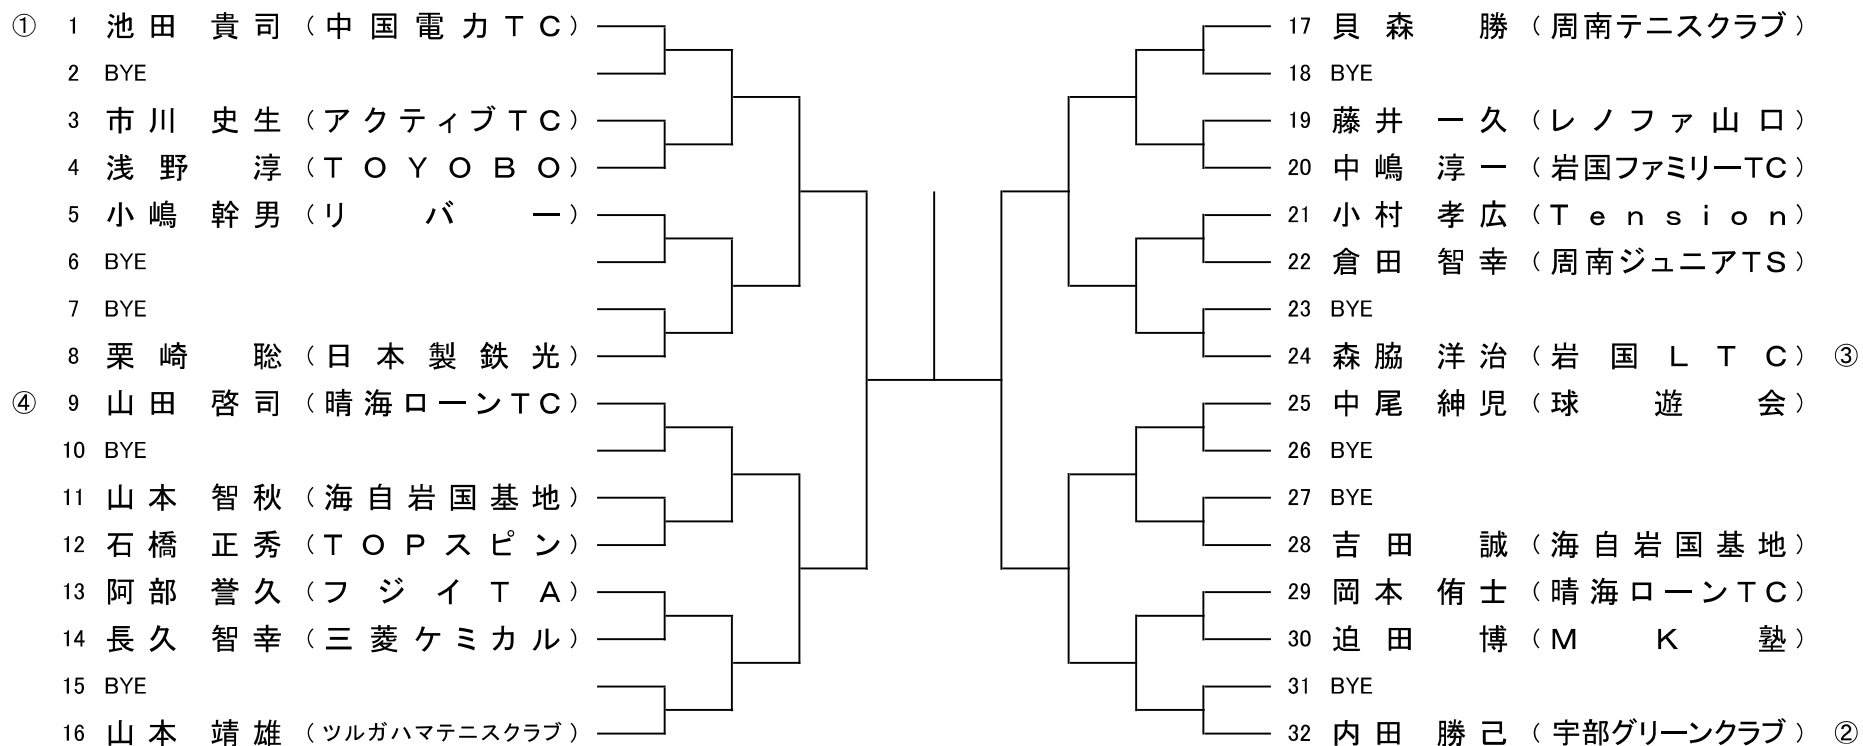 ① 1 池田 貴司 (中国電力TC)
2 BYE
3 市川 史生 (アクティブTC)
4 浅野 淳 (TOYOBO)
5 小嶋 幹男 (リバー)
6 BYE
7 BYE
8 栗崎 聡 (日本製鉄光)
④ 9 山田 啓司 (晴海ローンTC)
10 BYE
11 山本 智秋 (海自岩国基地)
12 石橋 正秀 (TOPスピン)
13 阿部 誉久 (フジイTA)
14 長久 智幸 (三菱ケミカル)
15 BYE
16 山本 靖雄 (ツルガハマテニスクラブ)
17 貝森 勝 (周南テニスクラブ)
18 BYE
19 藤井 一久 (レノファ山口)
20 中嶋 淳一 (岩国ファミリーTC)
21 小村 孝広 (Tension)
22 倉田 智幸 (周南ジュニアTS)
23 BYE
24 森脇 洋治 (岩国LTC) ③
25 中尾 紳児 (球遊会)
26 BYE
27 BYE
28 吉田 誠 (海自岩国基地)
29 岡本 侑士 (晴海ローンTC)
30 迫田 博 (MK塾)
31 BYE
32 内田 勝己 (宇部グリーンクラブ) ②